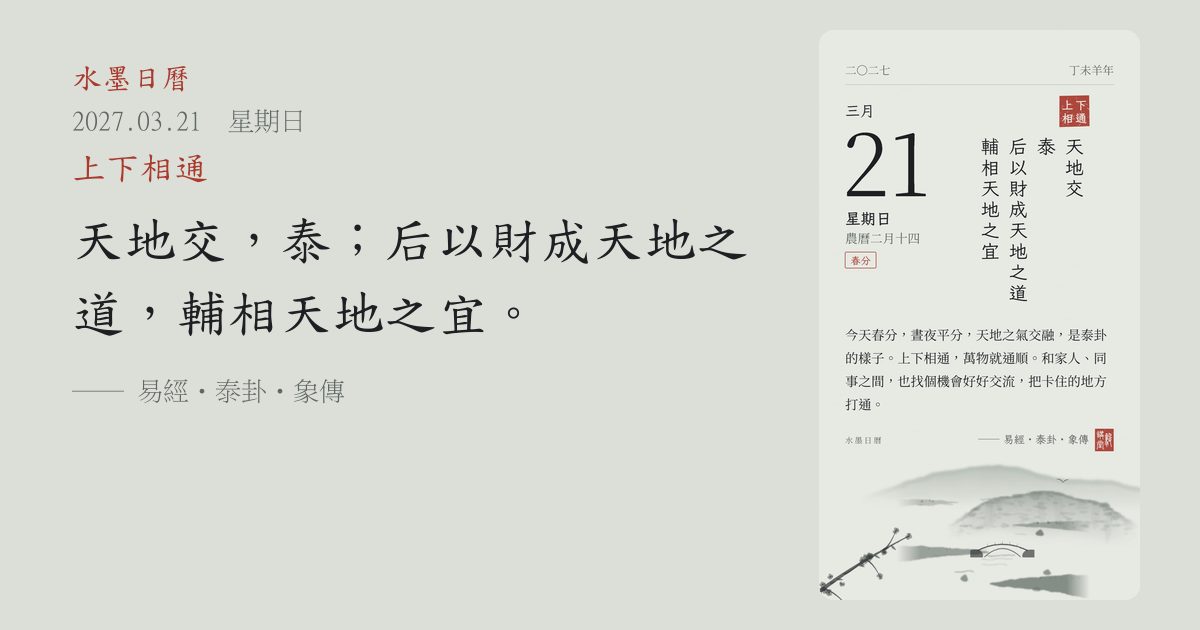 水墨日曆
2027.03.21 星期日
上下相通
天地交，泰；后以財成天地之
道，輔相天地之宜。
—— 易經・泰卦・象傳
二〇二七
丁未羊年
三月
21
星期日
農曆二月十四
春分
上下
相通
天地交
泰
后以財成天地之道
輔相天地之宜
今天春分，晝夜平分，天地之氣交融，是泰卦
的樣子。上下相通，萬物就通順。和家人、同
事之間，也找個機會好好交流，把卡住的地方
打通。
水墨日曆
—— 易經・泰卦・象傳